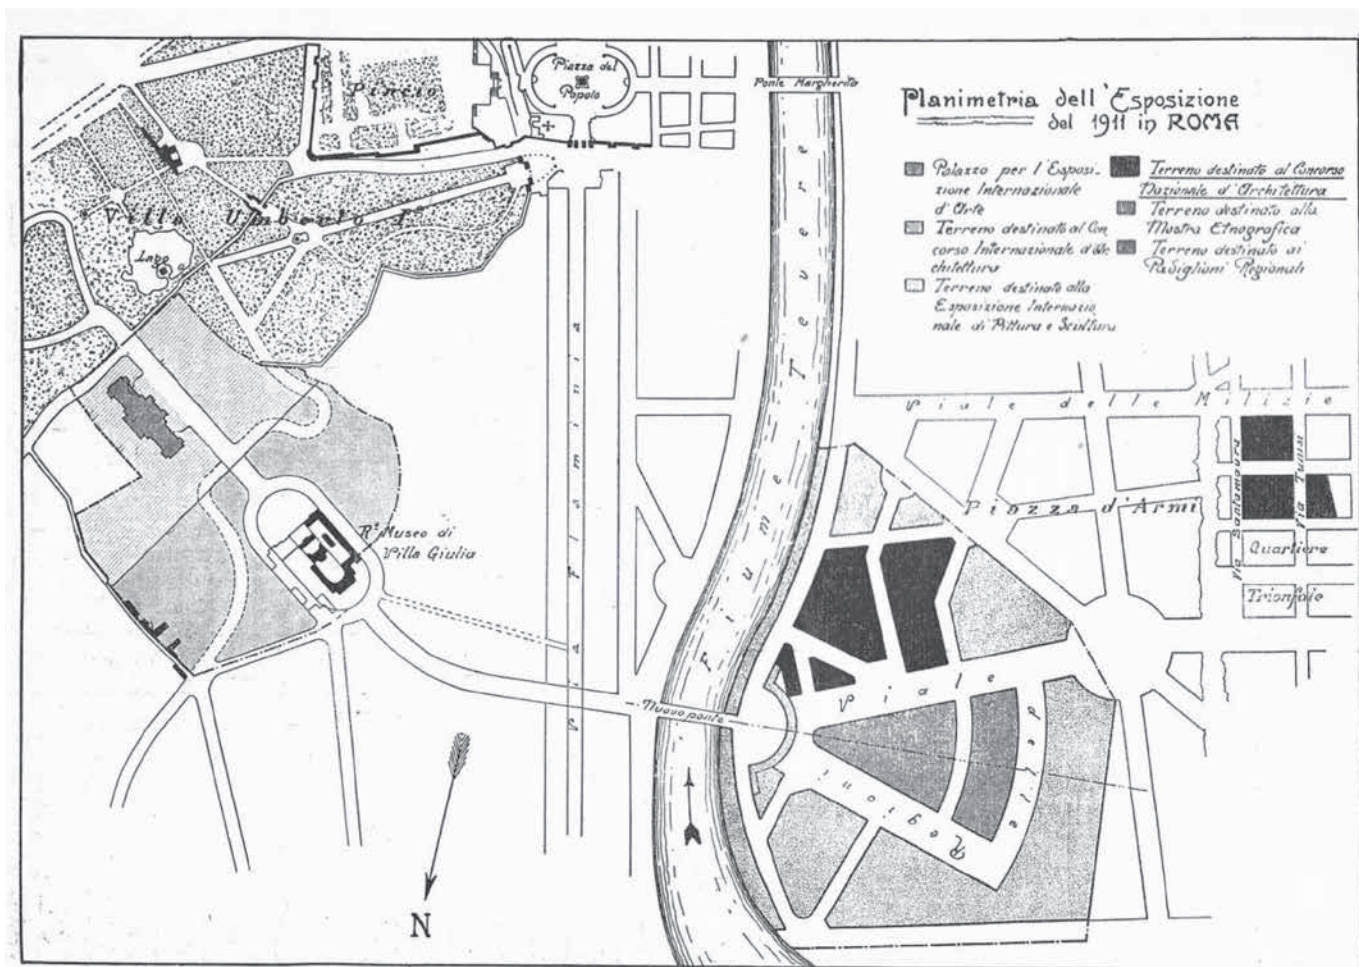 Planimetria dell'Esposizione
del 1911 in ROMA
Palazzo per l'Esposi-
zione Internazionale
d'Arte
Terreno destinato al Con
corso Internazionale d'Ar
chitettura
Terreno destinato alla
Esposizione Internazio
nale di Pittura e Scultura
Terreno destinato al Concorso
Nazionale d'Architettura
Terreno destinato alla
Mostra Etnografica
Terreno destinato ai
Padiglioni Regionali
Pincio
Piazza del
Popolo
Ponte Margherita
Villa Umberto I°
Lago
Via Flaminia
Fiume Tevere
Viale delle Milizie
Piazza d'Armi
Via Santamaura
Via Tunisi
Quartiere
Trionfale
R° Museo di
Villa Giulia
Nuovo ponte
Viale delle Regioni
N